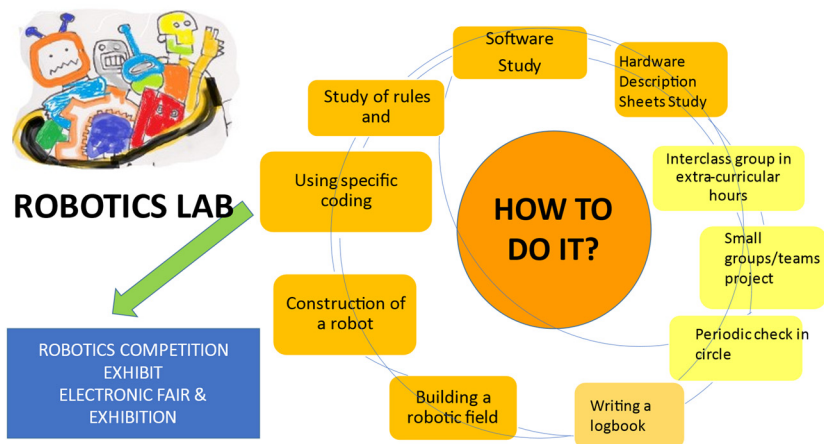 ROBOTICS LAB
ROBOTICS COMPETITION
EXHIBIT
ELECTRONIC FAIR &
EXHIBITION
HOW TO
DO IT?
Software
Study
Hardware
Description
Sheets Study
Interclass group in
extra-curricular
hours
Small
groups/teams
project
Periodic check in
circle
Writing a
logbook
Building a
robotic field
Construction of
a robot
Using specific
coding
Study of rules
and